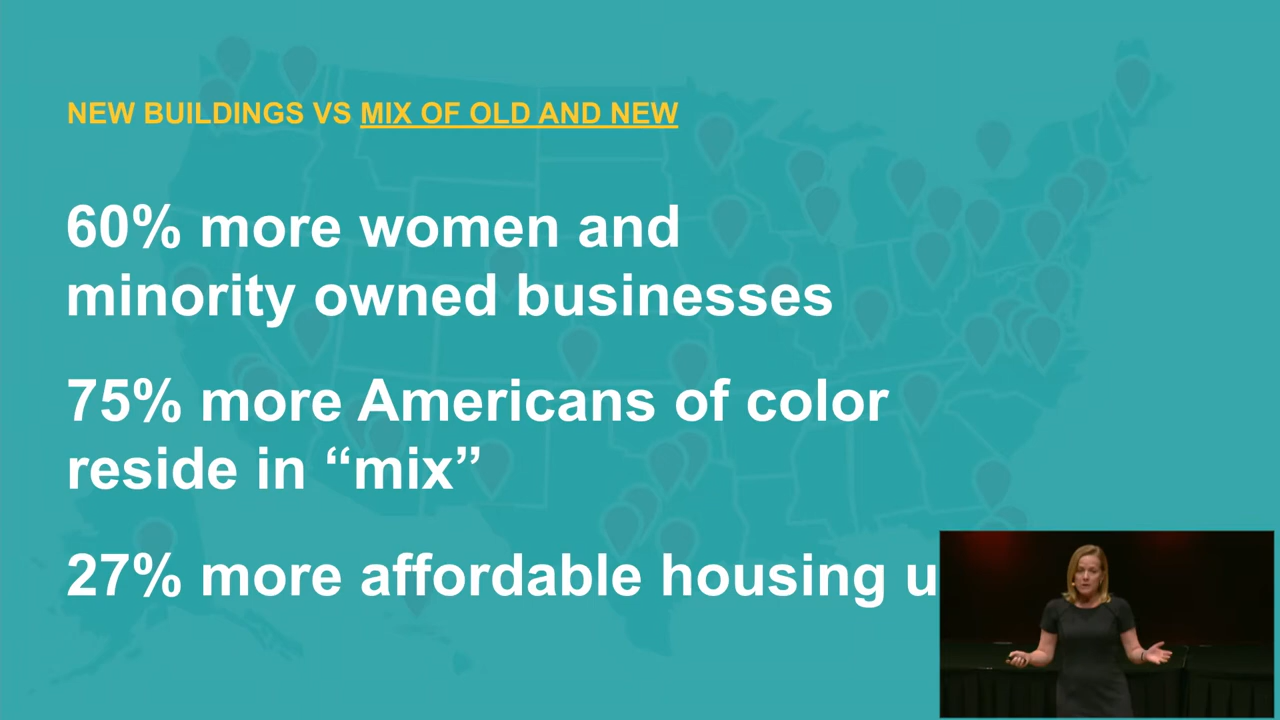 NEW BUILDINGS VS MIX OF OLD AND NEW
60% more women and
minority owned businesses
75% more Americans of color
reside in “mix”
27% more affordable housing